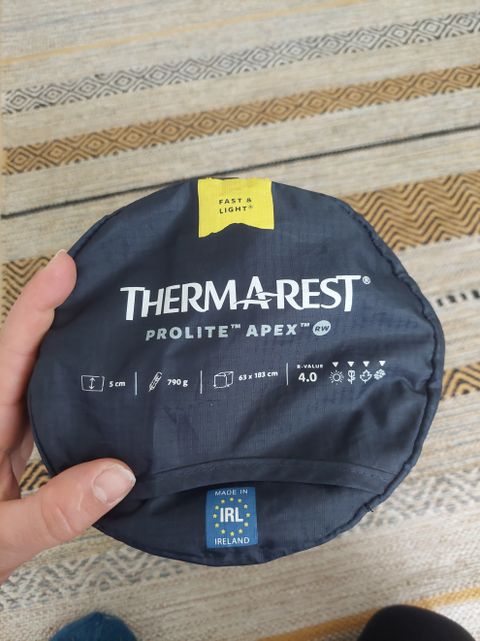 FAST &
LIGHT®
THERMAREST®
PROLITE™ APEX™ RW
5 cm 790 g 63 x 183 cm R-VALUE 4.0
MADE IN
IRL
IRELAND